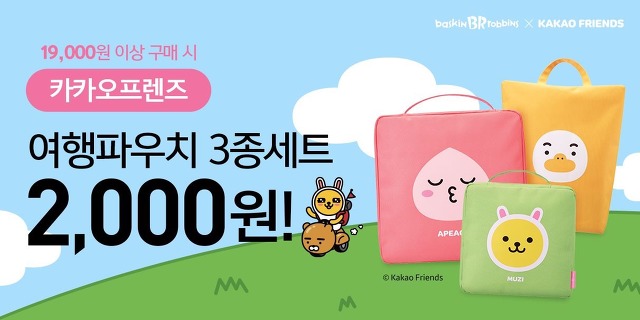 baskin BR robbins × KAKAO FRIENDS
19,000원 이상 구매 시
카카오프렌즈
여행파우치 3종세트
2,000원!
APEACH
MUZI
© Kakao Friends